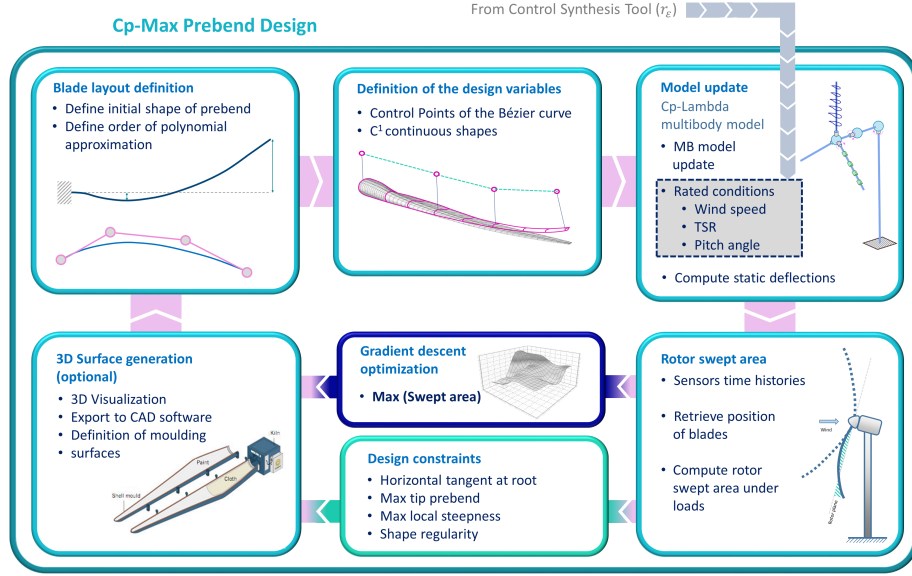 From Control Synthesis Tool (r_E)
Cp-Max Prebend Design
Blade layout definition
• Define initial shape of prebend
• Define order of polynomial
approximation
Definition of the design variables
• Control Points of the Bézier curve
• C¹ continuous shapes
Model update
Cp-Lambda
multibody model
• MB model
update
• Rated conditions
• Wind speed
• TSR
• Pitch angle
• Compute static deflections
3D Surface generation
(optional)
• 3D Visualization
• Export to CAD software
• Definition of moulding
• surfaces
Kiln
Paint
Cloth
Shell mould
Gradient descent
optimization
• Max (Swept area)
Design constraints
• Horizontal tangent at root
• Max tip prebend
• Max local steepness
• Shape regularity
Rotor swept area
• Sensors time histories
• Retrieve position
of blades
• Compute rotor
swept area under
loads
Wind
Rotor plane